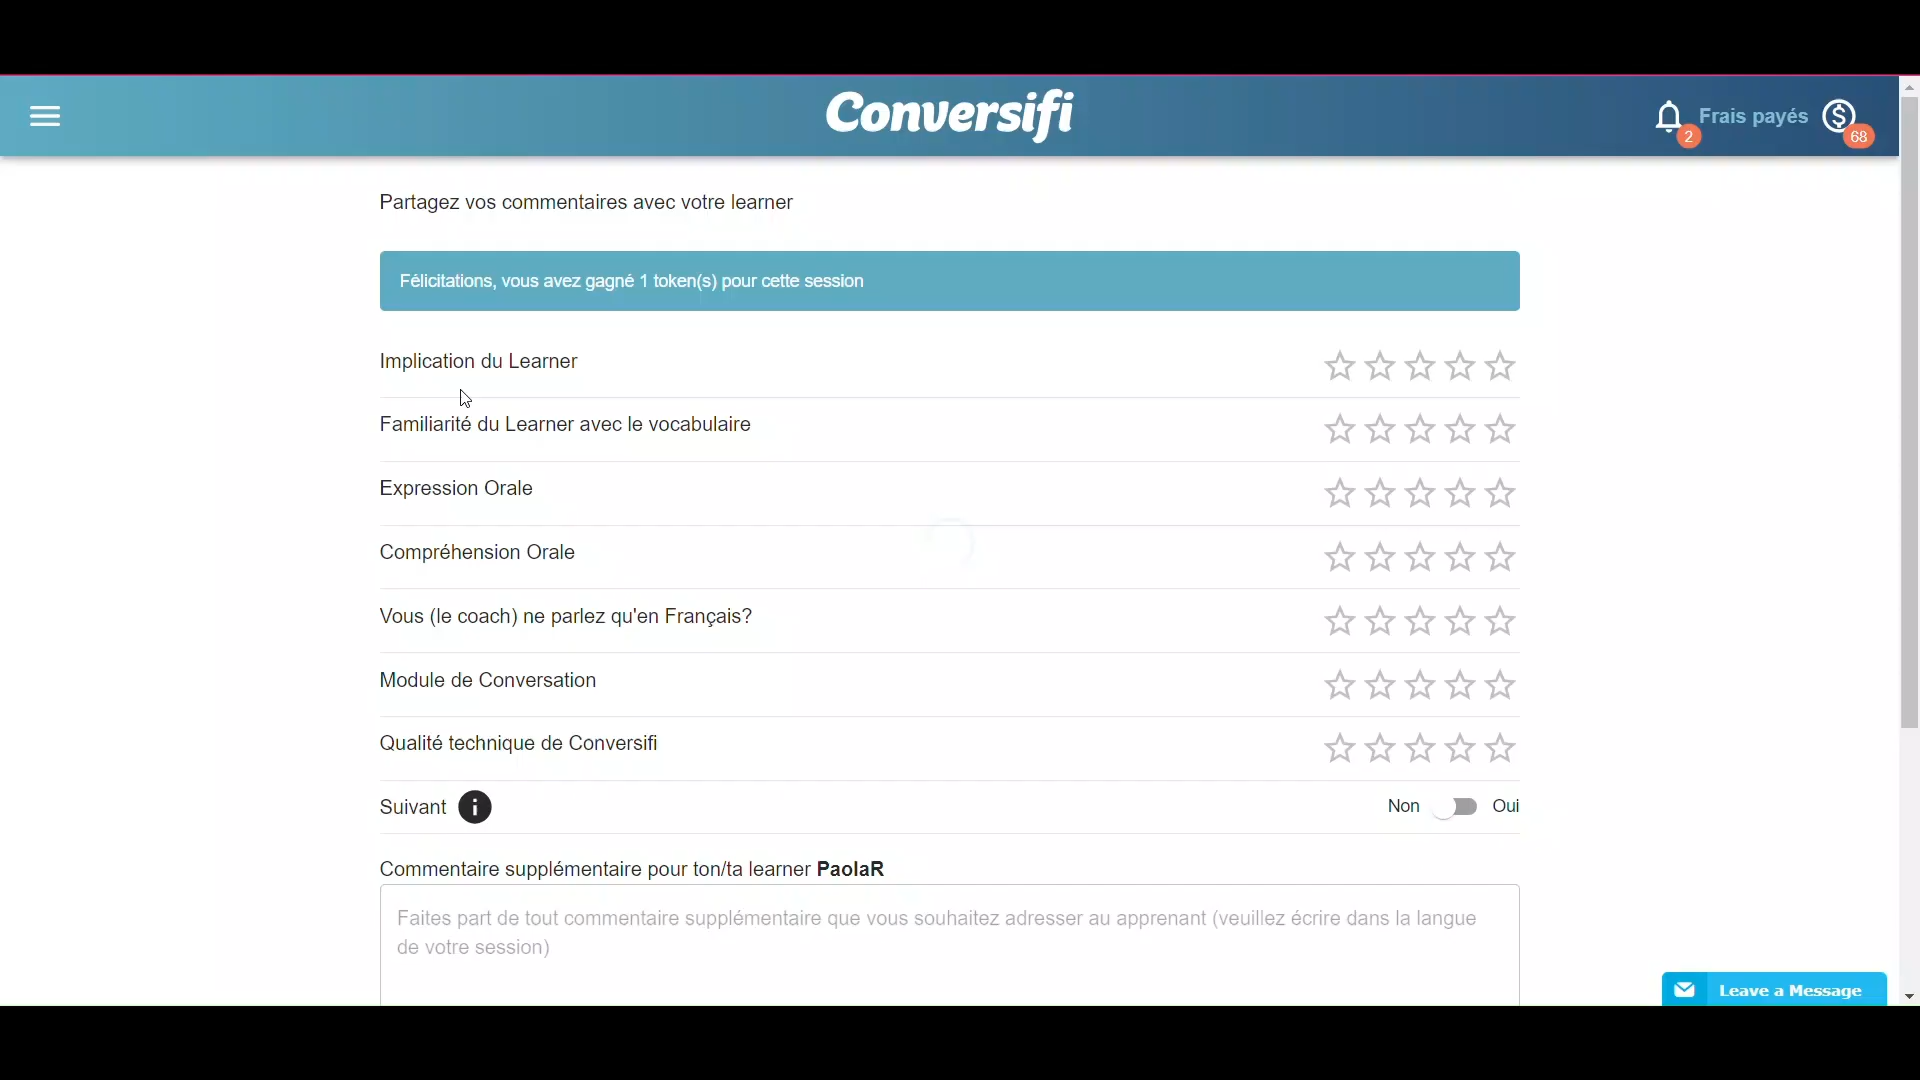 Conversifi
2
Frais payés
68
Partagez vos commentaires avec votre learner
Félicitations, vous avez gagné 1 token(s) pour cette session
Implication du Learner
Familiarité du Learner avec le vocabulaire
Expression Orale
Compréhension Orale
Vous (le coach) ne parlez qu'en Français?
Module de Conversation
Qualité technique de Conversifi
Suivant
Non Oui
Commentaire supplémentaire pour ton/ta learner PaolaR
Faites part de tout commentaire supplémentaire que vous souhaitez adresser au apprenant (veuillez écrire dans la langue
de votre session)
Leave a Message